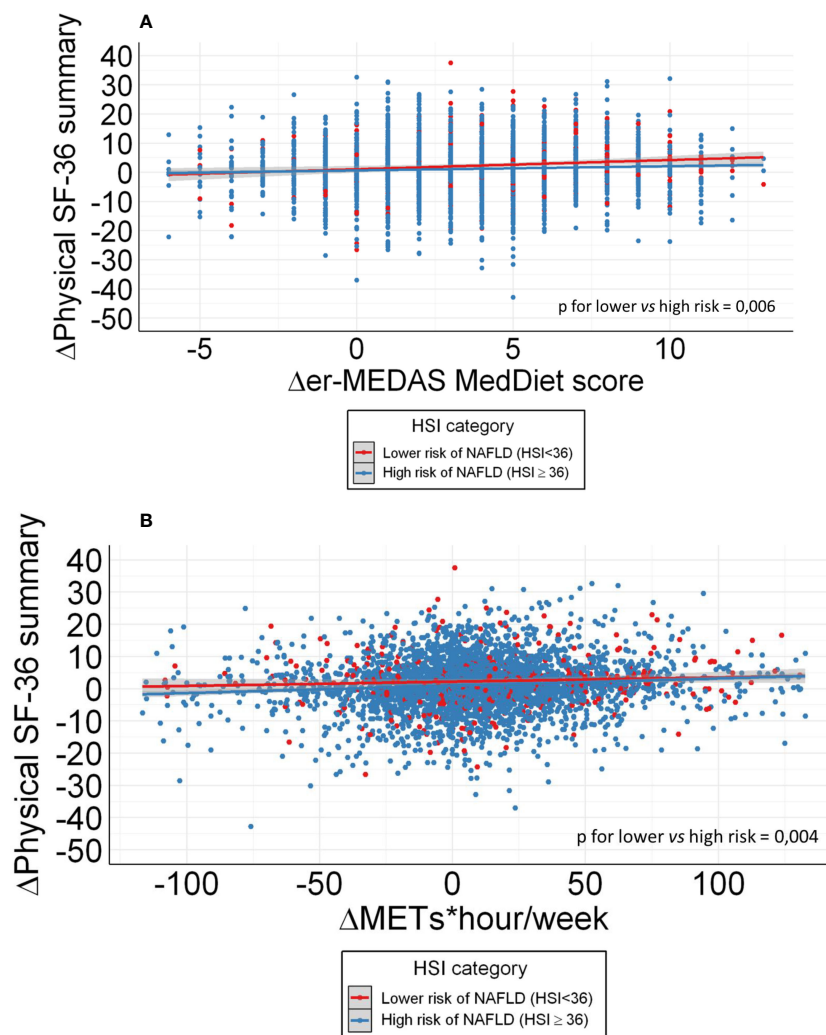 A
ΔPhysical SF-36 summary
40
30
20
10
0
-10
-20
-30
-40
-50
p for lower vs high risk = 0,006
-5
0
5
10
Δer-MEDAS MedDiet score
HSI category
Lower risk of NAFLD (HSI<36)
High risk of NAFLD (HSI ≥ 36)
B
ΔPhysical SF-36 summary
40
30
20
10
0
-10
-20
-30
-40
-50
p for lower vs high risk = 0,004
-100
-50
0
50
100
ΔMETs*hour/week
HSI category
Lower risk of NAFLD (HSI<36)
High risk of NAFLD (HSI ≥ 36)